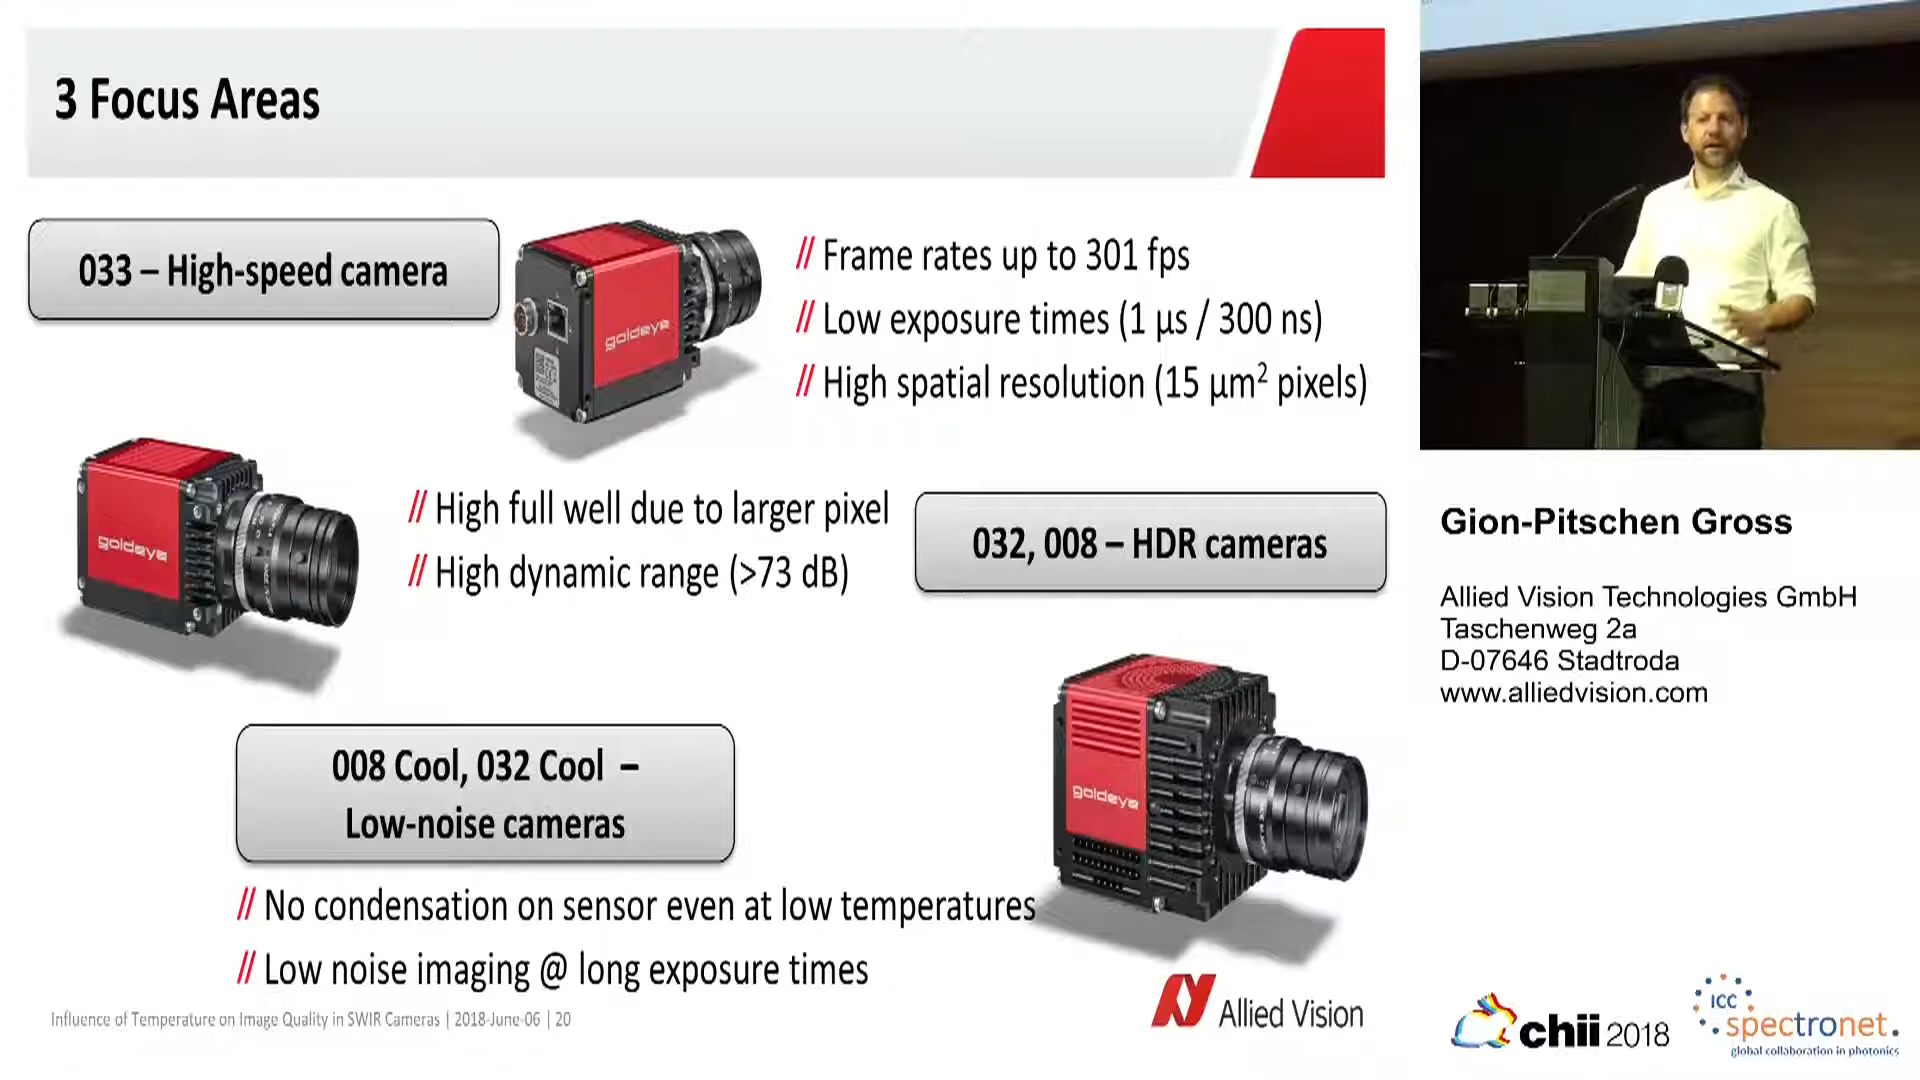 3 Focus Areas
033 – High-speed camera
goldeye
// Frame rates up to 301 fps
// Low exposure times (1 µs / 300 ns)
// High spatial resolution (15 µm² pixels)
goldeye
// High full well due to larger pixel
// High dynamic range (>73 dB)
032, 008 – HDR cameras
008 Cool, 032 Cool –
Low-noise cameras
goldeye
// No condensation on sensor even at low temperatures
// Low noise imaging @ long exposure times
Influence of Temperature on Image Quality in SWIR Cameras | 2018-June-06 | 20
Allied Vision
Gion-Pitschen Gross
Allied Vision Technologies GmbH
Taschenweg 2a
D-07646 Stadtroda
www.alliedvision.com
chii 2018
ICC
spectronet.
global collaboration in photonics